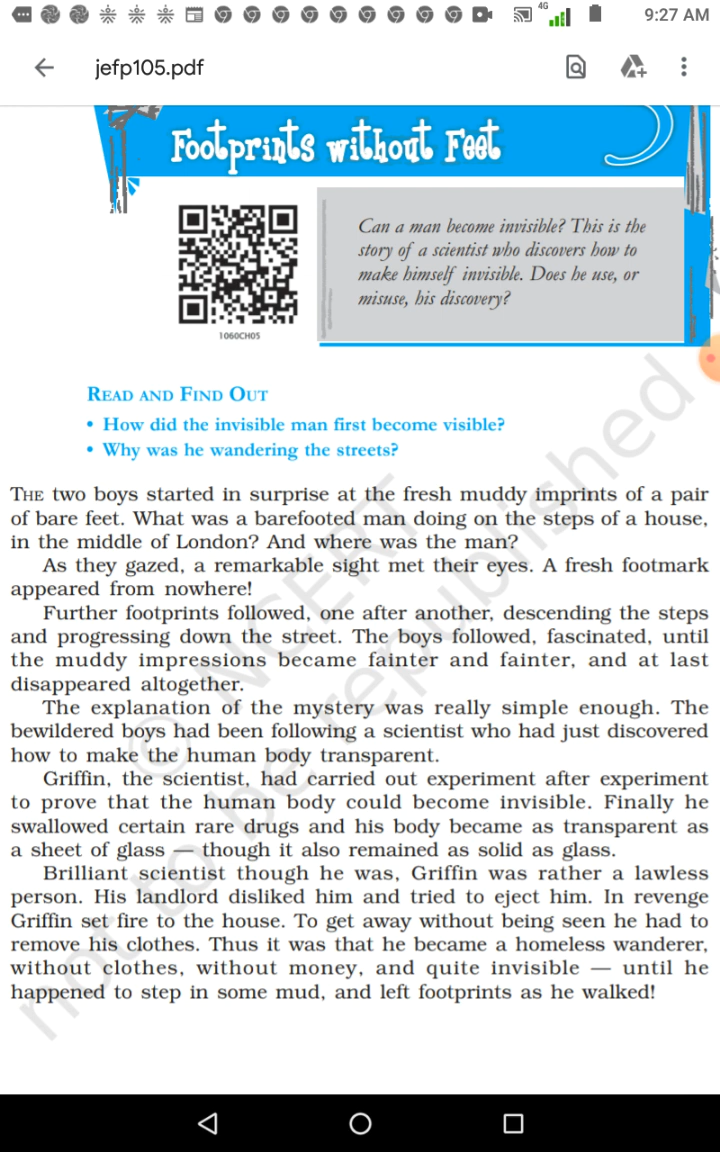 4G
9:27 AM
jefp105.pdf
Footprints without Feet
Can a man become invisible? This is the
story of a scientist who discovers how to
make himself invisible. Does he use, or
misuse, his discovery?
1060CH05
READ AND FIND OUT
• How did the invisible man first become visible?
• Why was he wandering the streets?
THE two boys started in surprise at the fresh muddy imprints of a pair
of bare feet. What was a barefooted man doing on the steps of a house,
in the middle of London? And where was the man?
As they gazed, a remarkable sight met their eyes. A fresh footmark
appeared from nowhere!
Further footprints followed, one after another, descending the steps
and progressing down the street. The boys followed, fascinated, until
the muddy impressions became fainter and fainter, and at last
disappeared altogether.
The explanation of the mystery was really simple enough. The
bewildered boys had been following a scientist who had just discovered
how to make the human body transparent.
Griffin, the scientist, had carried out experiment after experiment
to prove that the human body could become invisible. Finally he
swallowed certain rare drugs and his body became as transparent as
a sheet of glass — though it also remained as solid as glass.
Brilliant scientist though he was, Griffin was rather a lawless
person. His landlord disliked him and tried to eject him. In revenge
Griffin set fire to the house. To get away without being seen he had to
remove his clothes. Thus it was that he became a homeless wanderer,
without clothes, without money, and quite invisible — until he
happened to step in some mud, and left footprints as he walked!
© NCERT
not to be republished